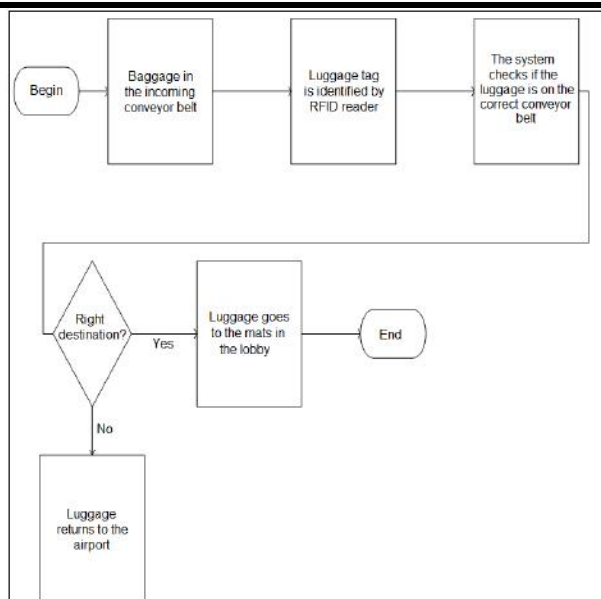 Begin
Baggage in
the incoming
conveyor belt
Luggage tag
is identified by
RFID reader
The system
checks if the
luggage is on the
correct conveyor
belt
Right
destination?
Yes
Luggage goes
to the mats in
the lobby
End
No
Luggage
returns to the
airport